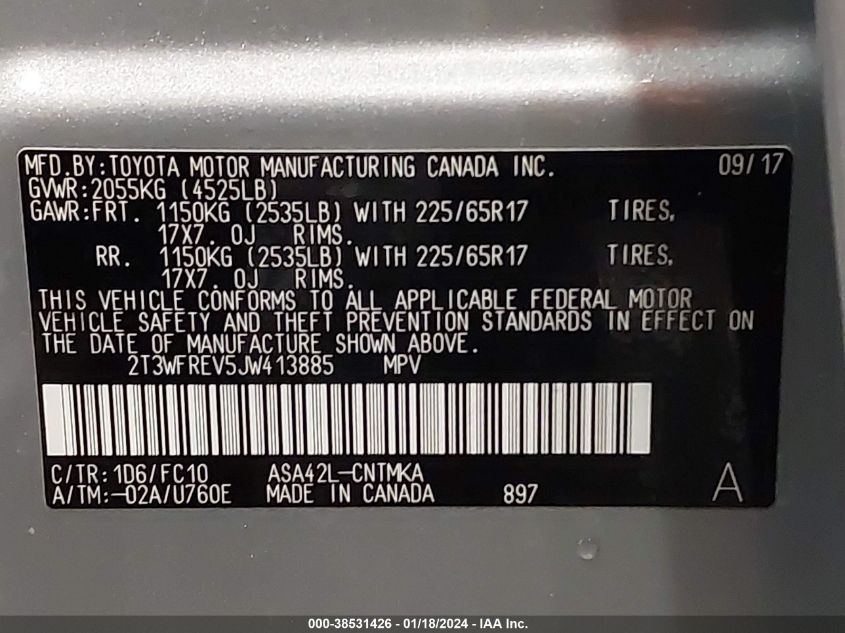 MFD.BY:TOYOTA MOTOR MANUFACTURING CANADA INC. 09/17
GVWR:2055KG (4525LB)
GAWR:FRT. 1150KG (2535LB) WITH 225/65R17 TIRES,
17X7.0J RIMS.
RR. 1150KG (2535LB) WITH 225/65R17 TIRES,
17X7.0J RIMS.
THIS VEHICLE CONFORMS TO ALL APPLICABLE FEDERAL MOTOR
VEHICLE SAFETY AND THEFT PREVENTION STANDARDS IN EFFECT ON
THE DATE OF MANUFACTURE SHOWN ABOVE.
2T3WFREV5JW413885 MPV
C/TR:1D6/FC10 ASA42L-CNTMKA
A/TM:-02A/U760E MADE IN CANADA 897 A
000-38531426 - 01/18/2024 - IAA Inc.